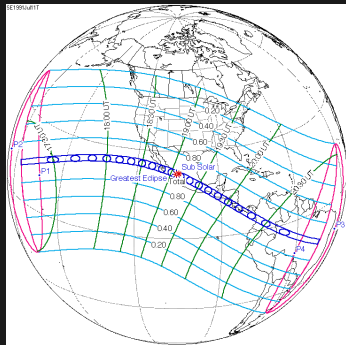 SE1991Jul11T
18:00 UT
19:00 UT
0.40
0.60
0.80
P2
P1
Sub Solar
Greatest Eclipse
Total
0.80
0.60
0.40
0.20
P3
P4